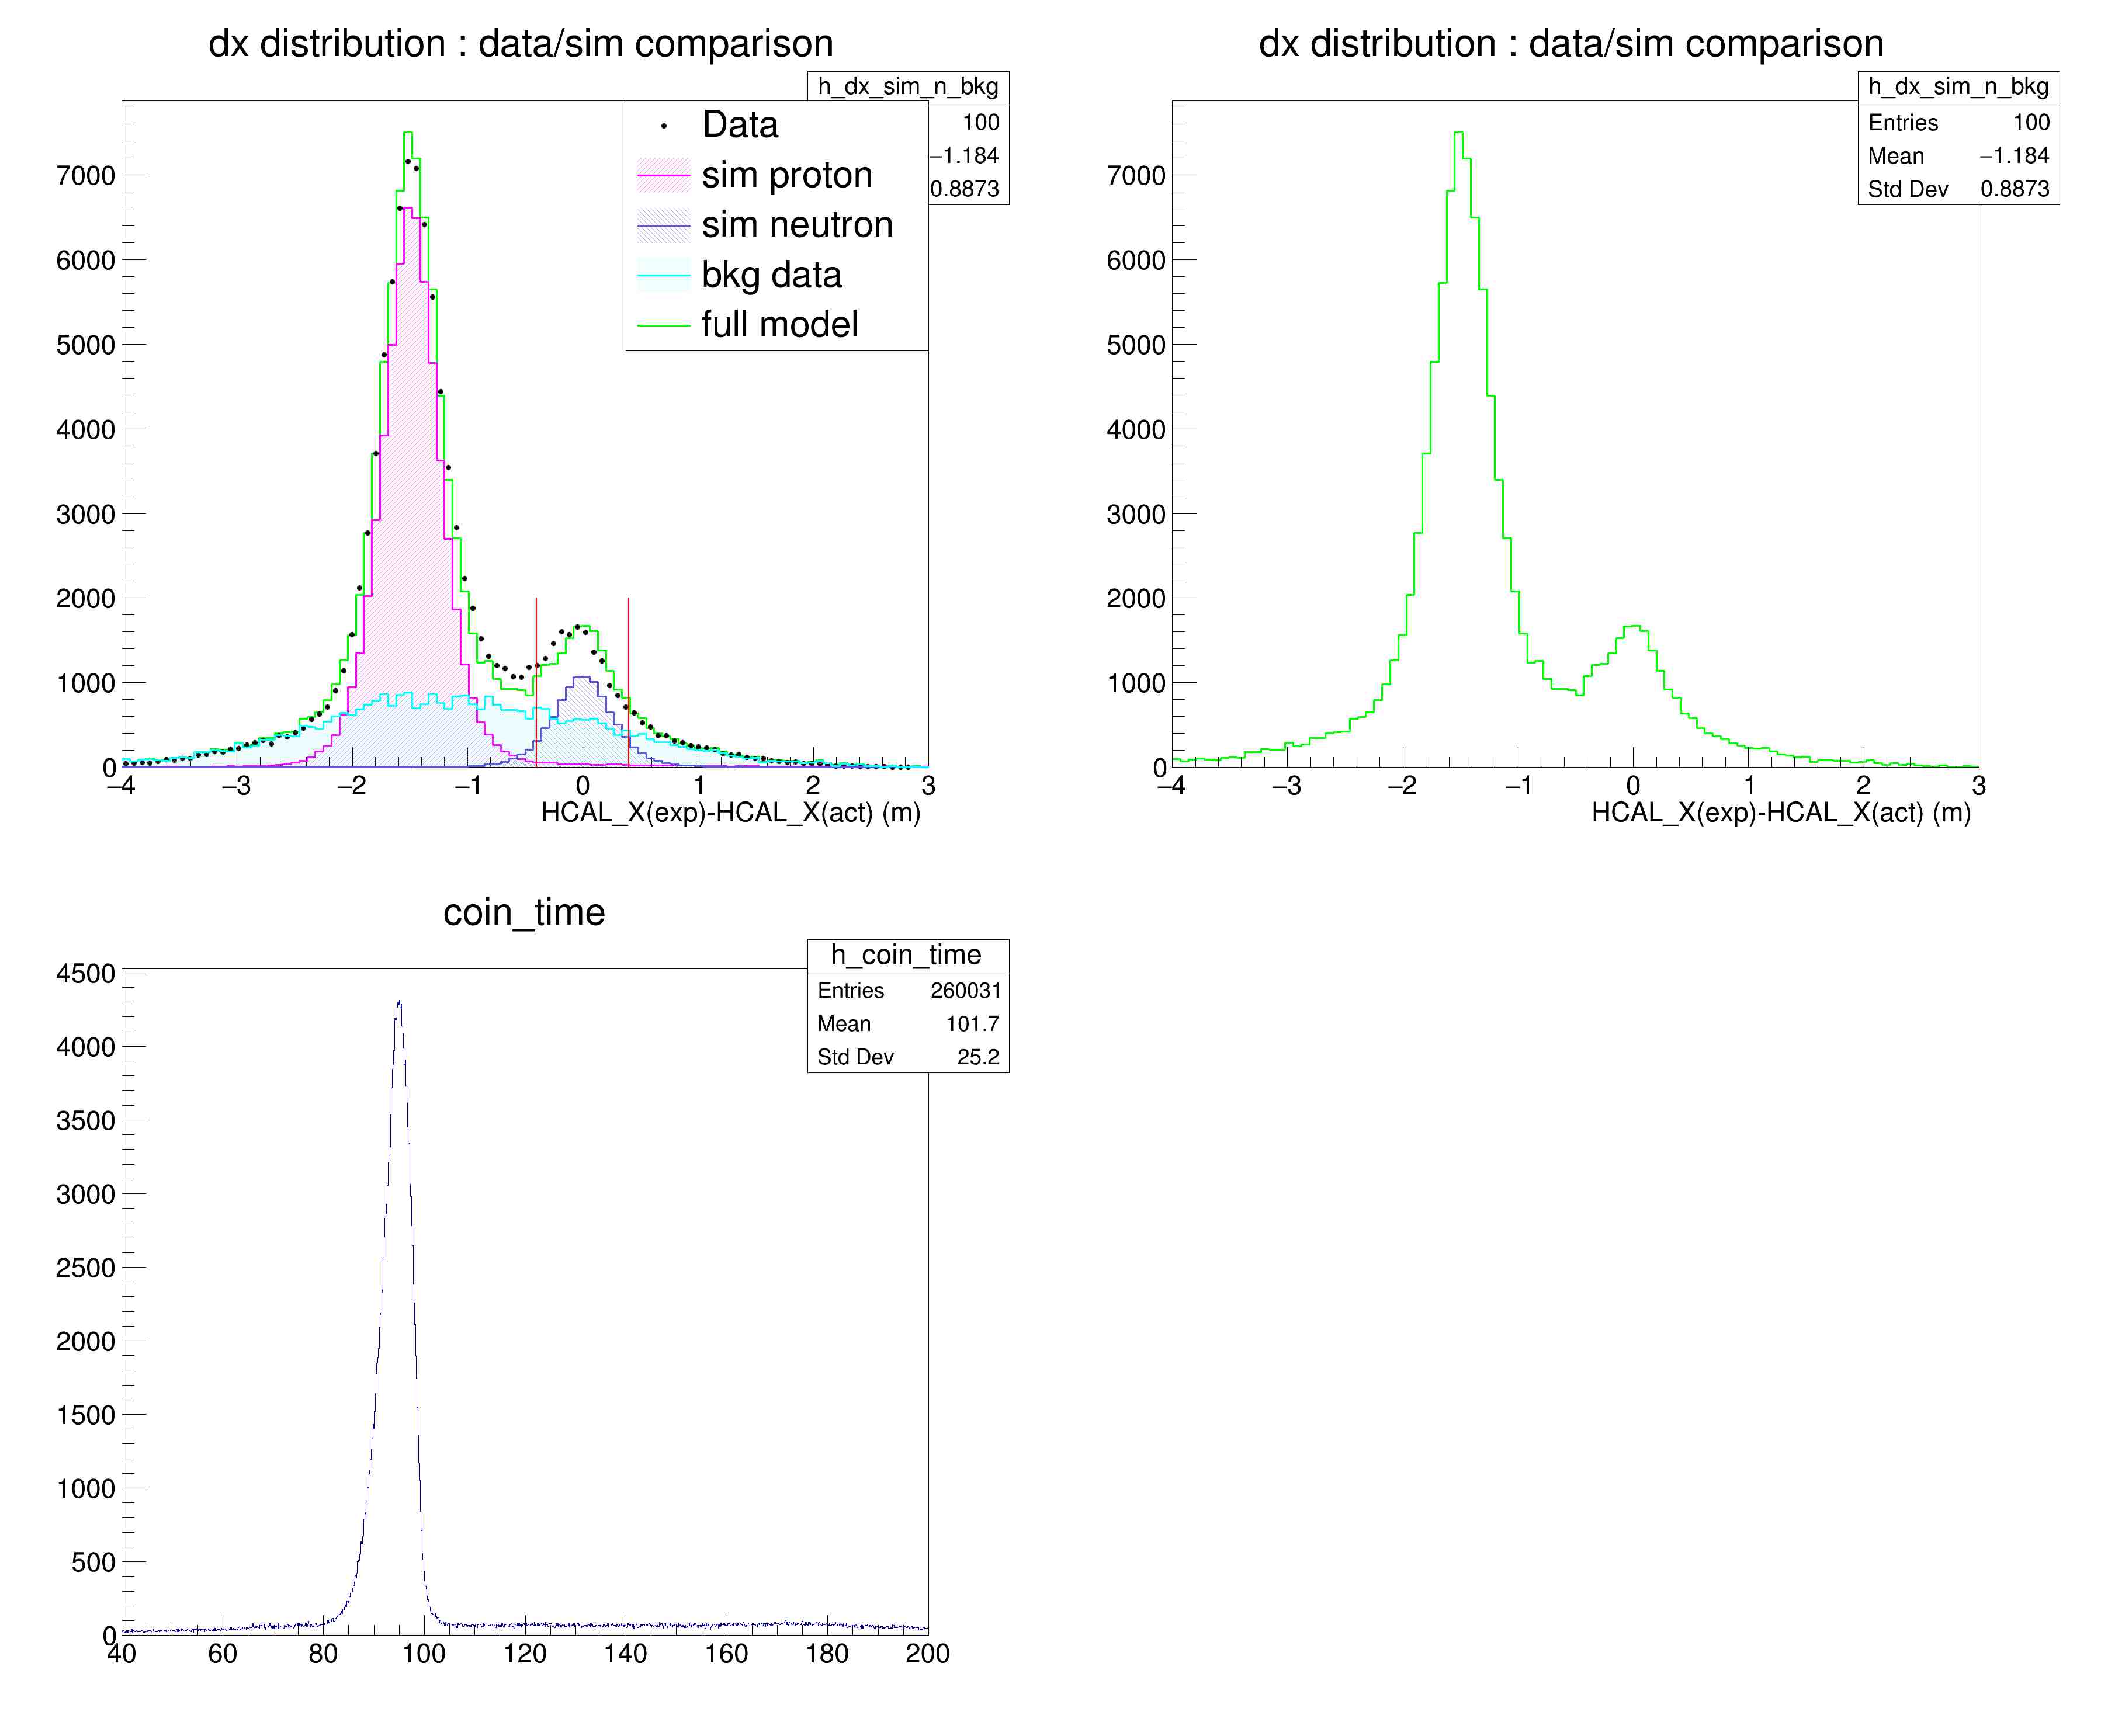 dx distribution : data/sim comparison
h_dx_sim_n_bkg
100
−1.184
0.8873
Data
sim proton
sim neutron
bkg data
full model
7000
6000
5000
4000
3000
2000
1000
0
−4 −3 −2 −1 0 1 2 3
HCAL_X(exp)-HCAL_X(act) (m)
dx distribution : data/sim comparison
h_dx_sim_n_bkg
Entries 100
Mean −1.184
Std Dev 0.8873
7000
6000
5000
4000
3000
2000
1000
0
−4 −3 −2 −1 0 1 2 3
HCAL_X(exp)-HCAL_X(act) (m)
coin_time
h_coin_time
Entries 260031
Mean 101.7
Std Dev 25.2
4500
4000
3500
3000
2500
2000
1500
1000
500
0
40 60 80 100 120 140 160 180 200